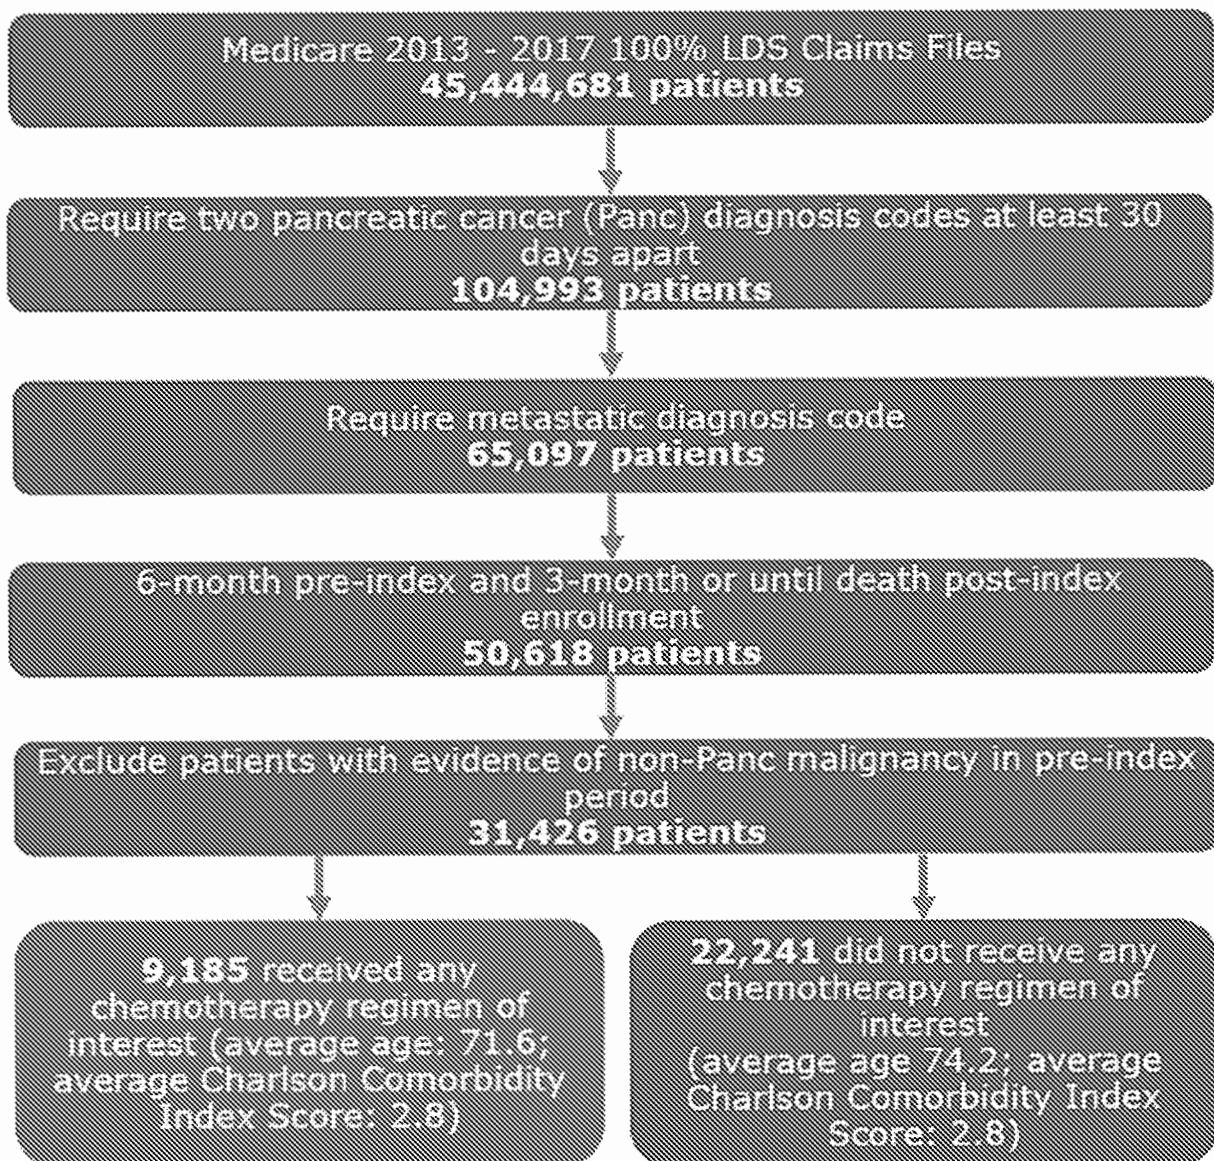 Medicare 2013 - 2017 100% LDS Claims Files
45,444,681 patients
Require two pancreatic cancer (Panc) diagnosis codes at least 30
days apart
104,993 patients
Require metastatic diagnosis code
65,097 patients
6-month pre-index and 3-month or until death post-index
enrollment
50,618 patients
Exclude patients with evidence of non-Panc malignancy in pre-index
period
31,426 patients
9,185 received any
chemotherapy regimen of
interest (average age: 71.6;
average Charlson Comorbidity
Index Score: 2.8)
22,241 did not receive any
chemotherapy regimen of
interest
(average age 74.2; average
Charlson Comorbidity Index
Score: 2.8)